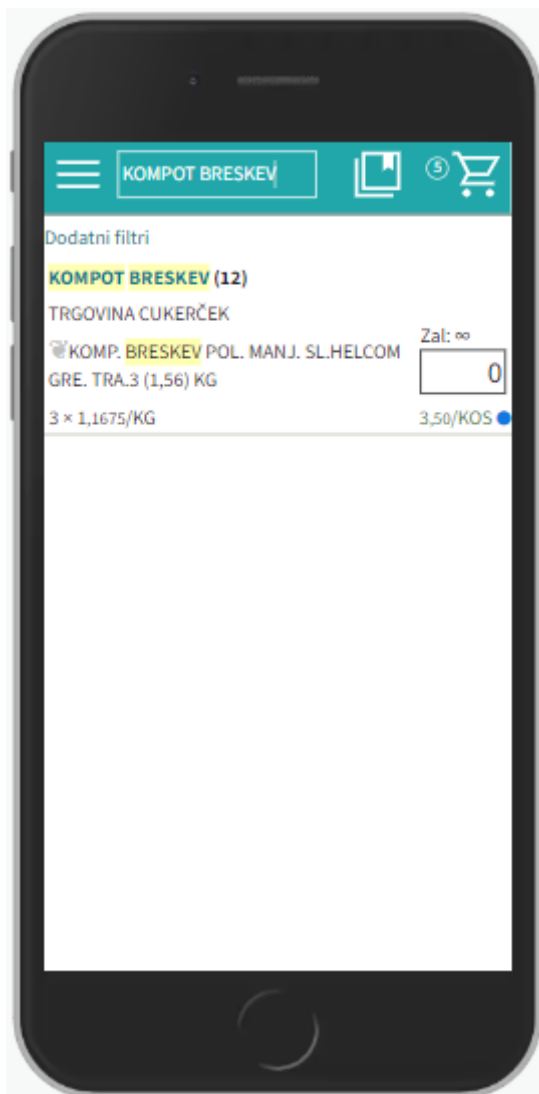 KOMPOT BRESKEV
5
Dodatni filtri
KOMPOT BRESKEV (12)
TRGOVINA CUKERČEK
KOMP. BRESKEV POL. MANJ. SL.HELCOM
GRE. TRA.3 (1,56) KG
Zal: ∞
0
3 × 1,1675/KG
3,50/KOS